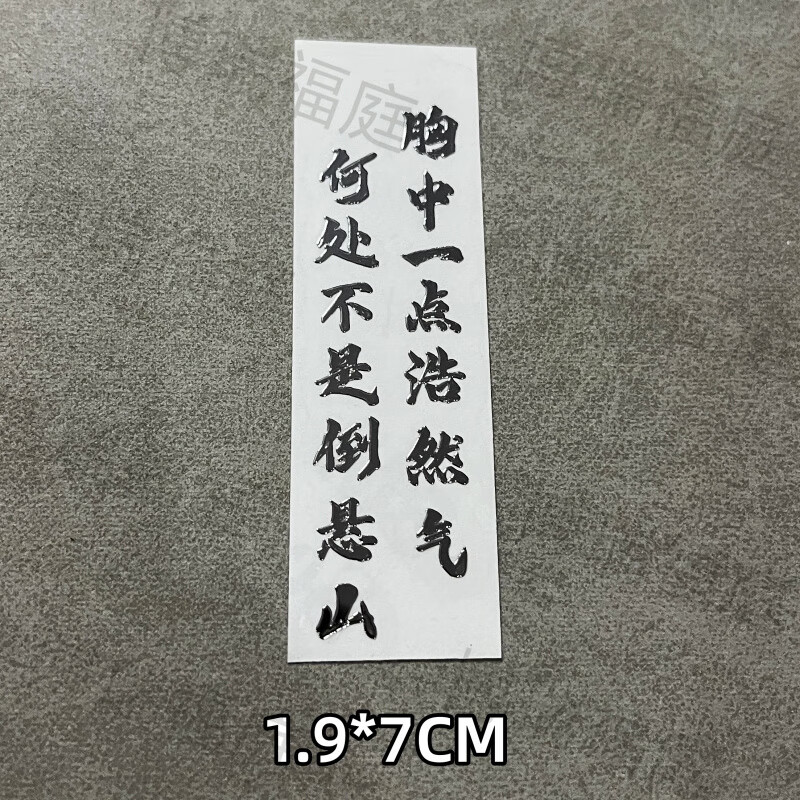 福庭
胸中一点浩然气
何处不是倒悬山
1.9*7CM